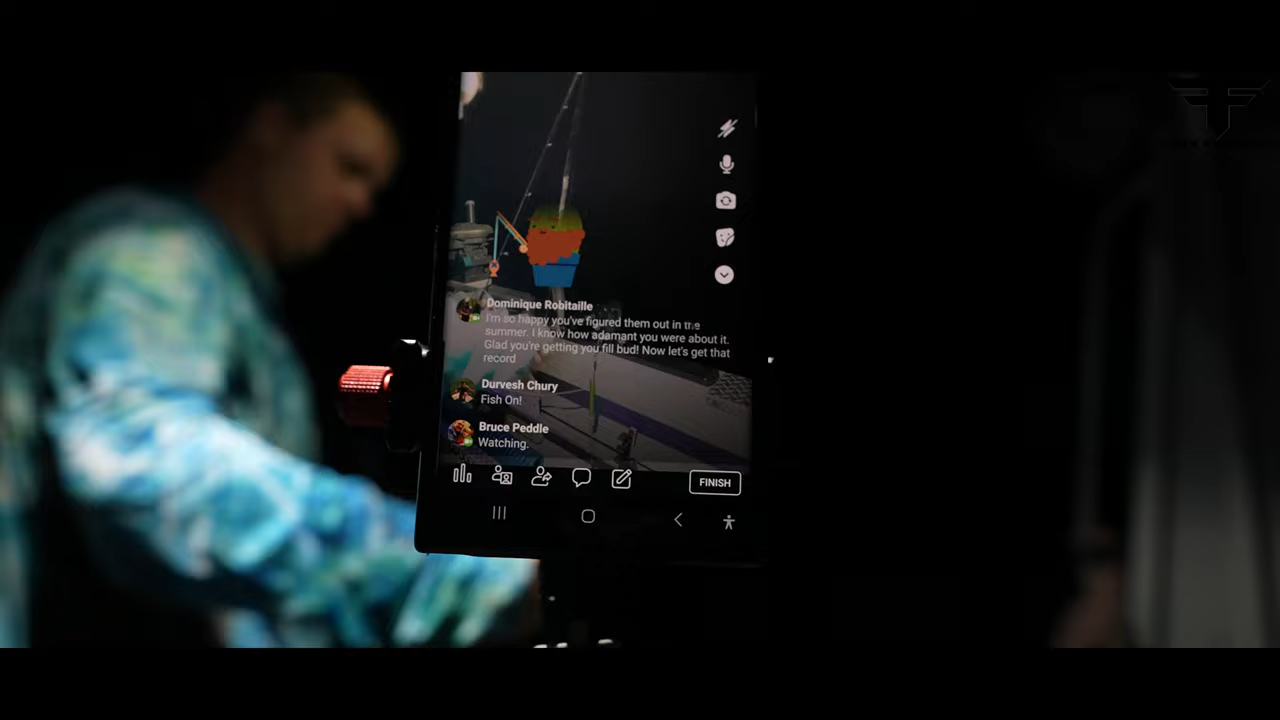 Dominique Robitaille
I'm so happy you've figured them out in the
summer. I know how adamant you were about it.
Glad you're getting you fill bud! Now let's get that
record
Durvesh Chury
Fish On!
Bruce Peddle
Watching.
FINISH